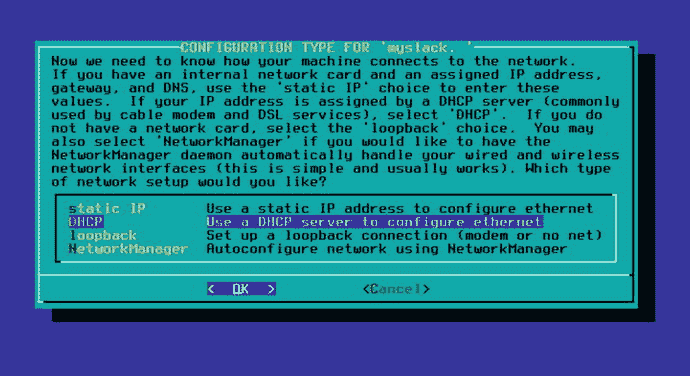 CONFIGURATION TYPE FOR 'myslack. '
Now we need to know how your machine connects to the network.
If you have an internal network card and an assigned IP address,
gateway, and DNS, use the 'static IP' choice to enter these
values.  If your IP address is assigned by a DHCP server (commonly
used by cable modem and DSL services), select 'DHCP'.  If you do
not have a network card, select the 'loopback' choice.  You may
also select 'NetworkManager' if you would like to have the
NetworkManager daemon automatically handle your wired and wireless
network interfaces (this is simple and usually works). Which type
of network setup would you like?
static IP Use a static IP address to configure ethernet
DHCP Use a DHCP server to configure ethernet
loopback Set up a loopback connection (modem or no net)
NetworkManager Autoconfigure network using NetworkManager
< OK > <Cancel>